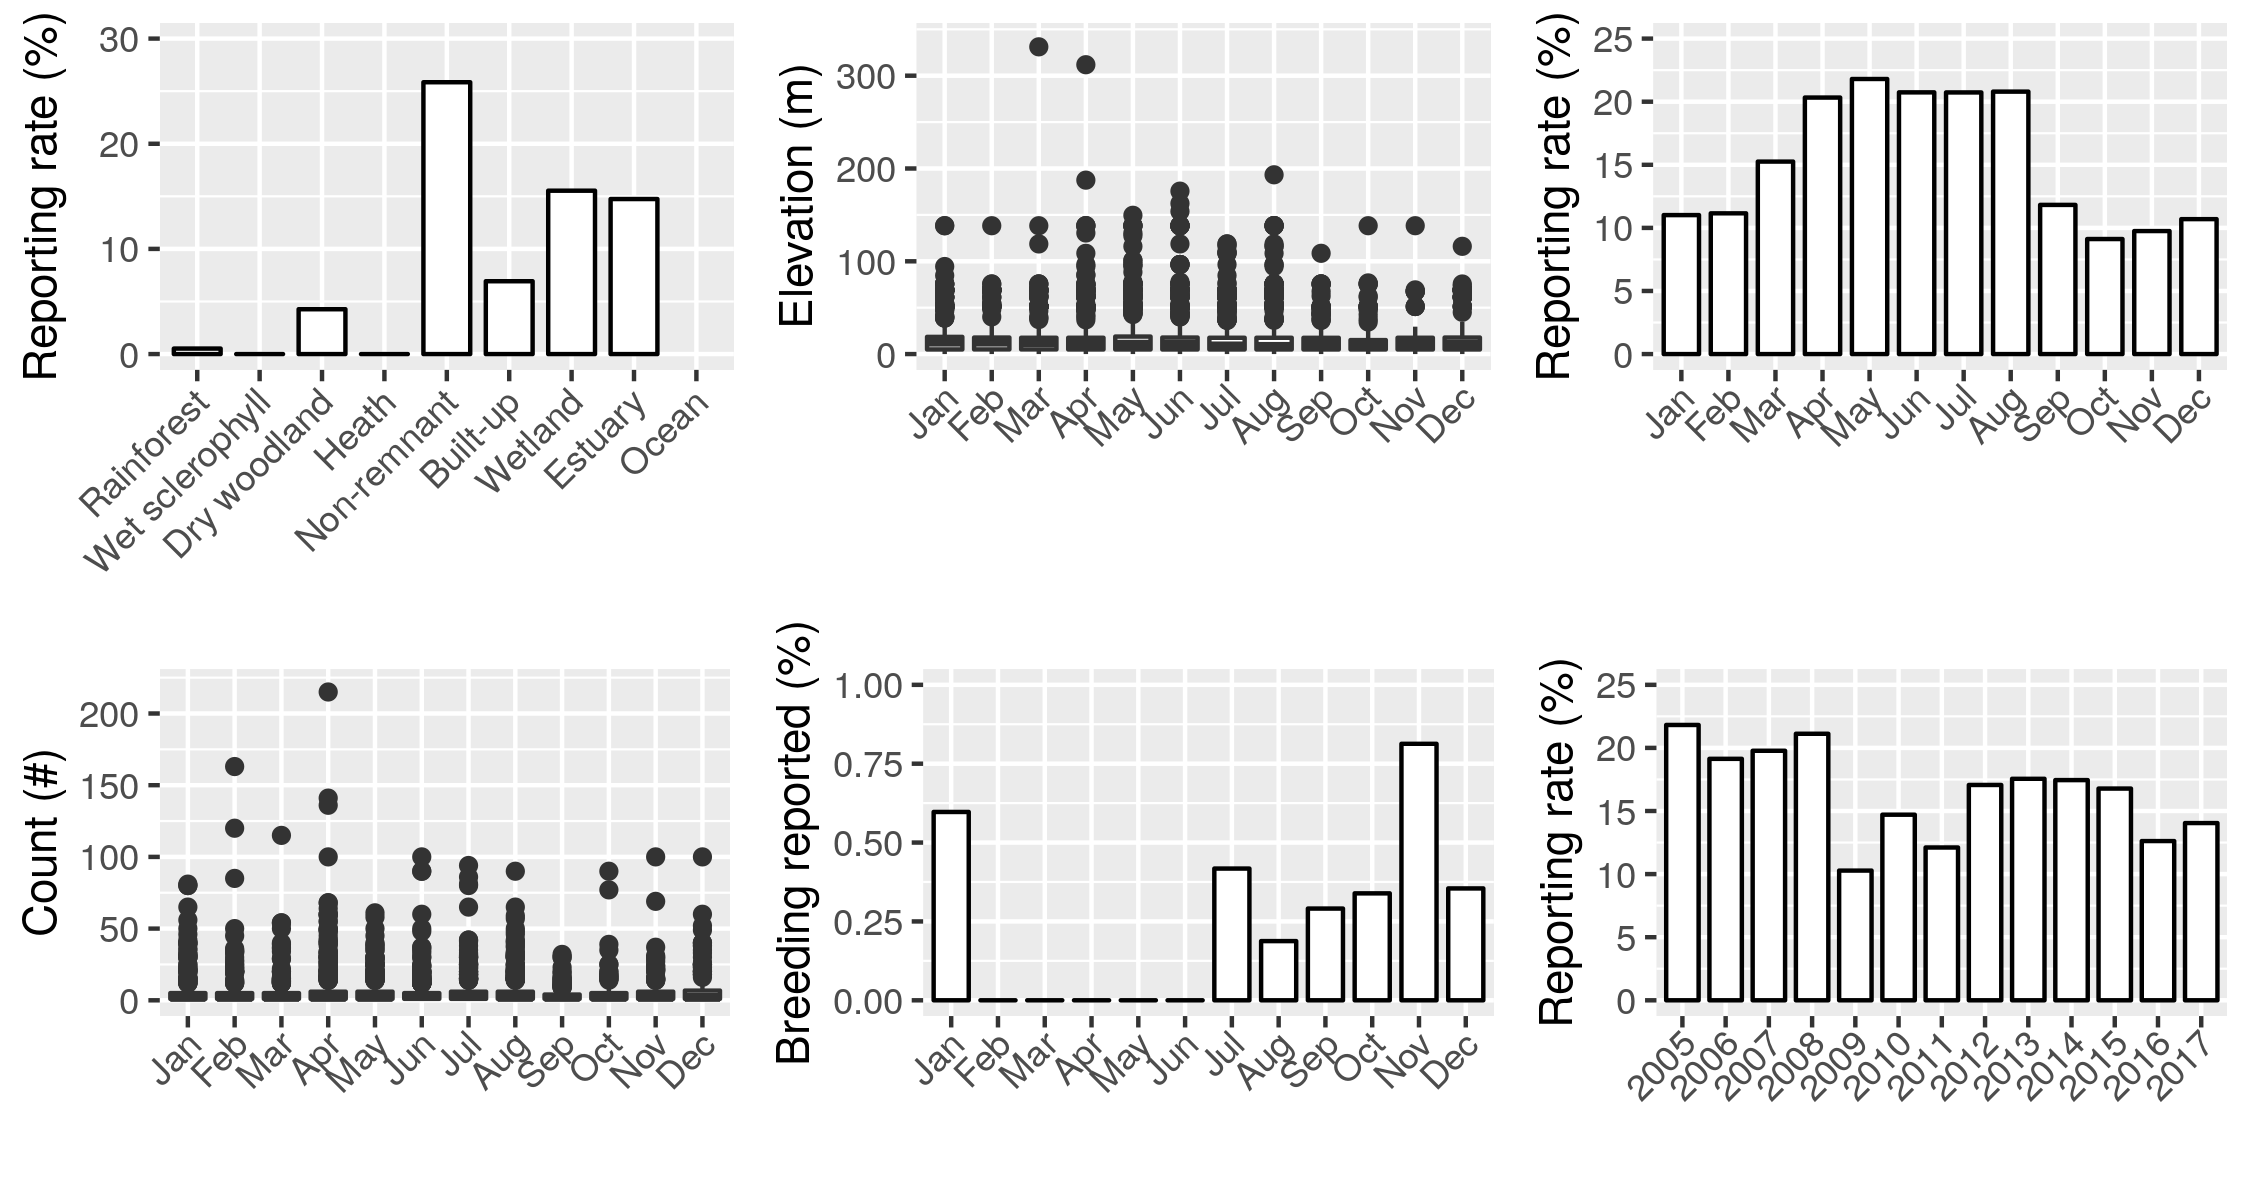 Reporting rate (%)
30
20
10
0
Rainforest
Wet sclerophyll
Dry woodland
Heath
Non-remnant
Built-up
Wetland
Estuary
Ocean
Elevation (m)
300
200
100
0
Jan
Feb
Mar
Apr
May
Jun
Jul
Aug
Sep
Oct
Nov
Dec
Reporting rate (%)
25
20
15
10
5
0
Jan
Feb
Mar
Apr
May
Jun
Jul
Aug
Sep
Oct
Nov
Dec
Count (#)
200
150
100
50
0
Jan
Feb
Mar
Apr
May
Jun
Jul
Aug
Sep
Oct
Nov
Dec
Breeding reported (%)
1.00
0.75
0.50
0.25
0.00
Jan
Feb
Mar
Apr
May
Jun
Jul
Aug
Sep
Oct
Nov
Dec
Reporting rate (%)
25
20
15
10
5
0
2005
2006
2007
2008
2009
2010
2011
2012
2013
2014
2015
2016
2017